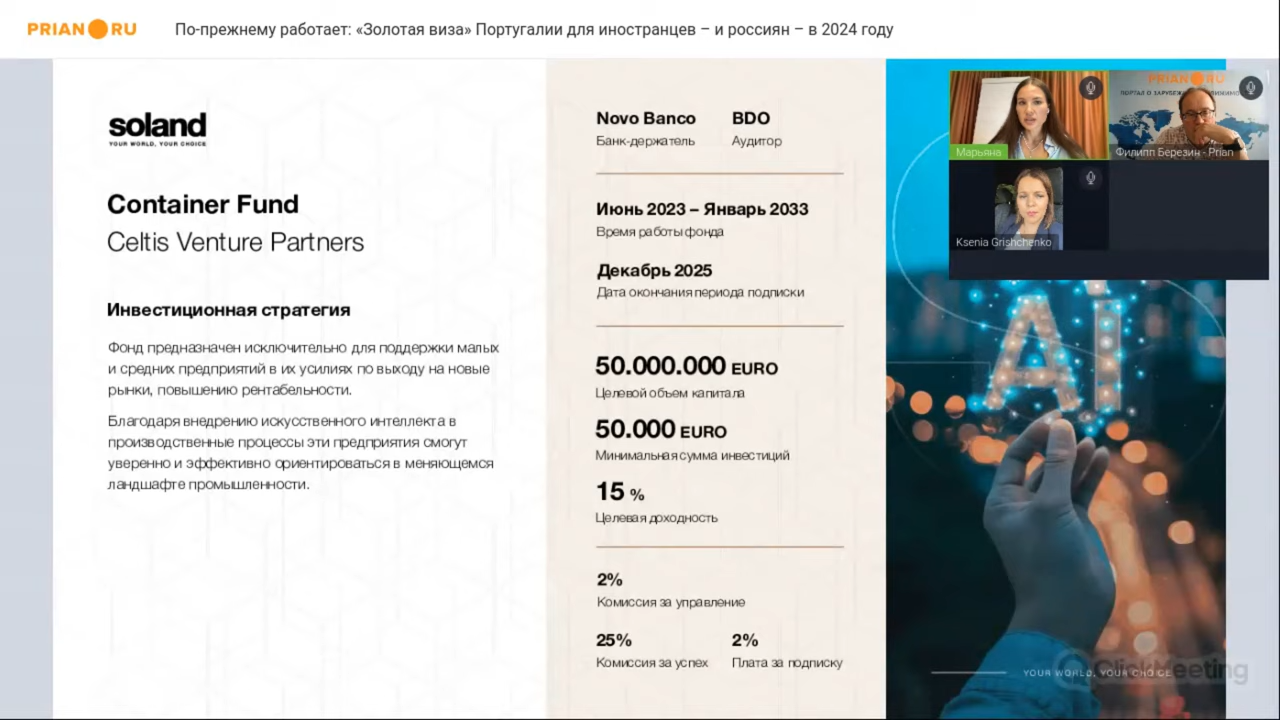 PRIAN RU
По-прежнему работает: «Золотая виза» Португалии для иностранцев – и россиян – в 2024 году
soland
YOUR WORLD, YOUR CHOICE
Container Fund
Celtis Venture Partners
Инвестиционная стратегия
Фонд предназначен исключительно для поддержки малых
и средних предприятий в их усилиях по выходу на новые
рынки, повышению рентабельности.
Благодаря внедрению искусственного интеллекта в
производственные процессы эти предприятия смогут
уверенно и эффективно ориентироваться в меняющемся
ландшафте промышленности.
Novo Banco
Банк-держатель
BDO
Аудитор
Июнь 2023 – Январь 2033
Время работы фонда
Декабрь 2025
Дата окончания периода подписки
50.000.000 EURO
Целевой объем капитала
50.000 EURO
Минимальная сумма инвестиций
15 %
Целевая доходность
2%
Комиссия за управление
25%
Комиссия за успех
2%
Плата за подписку
PRIAN RU
Марьяна
Филипп Березин - Prian
Ksenia Grishchenko
AI
YOUR WORLD, YOUR CHOICE
ClickMeeting